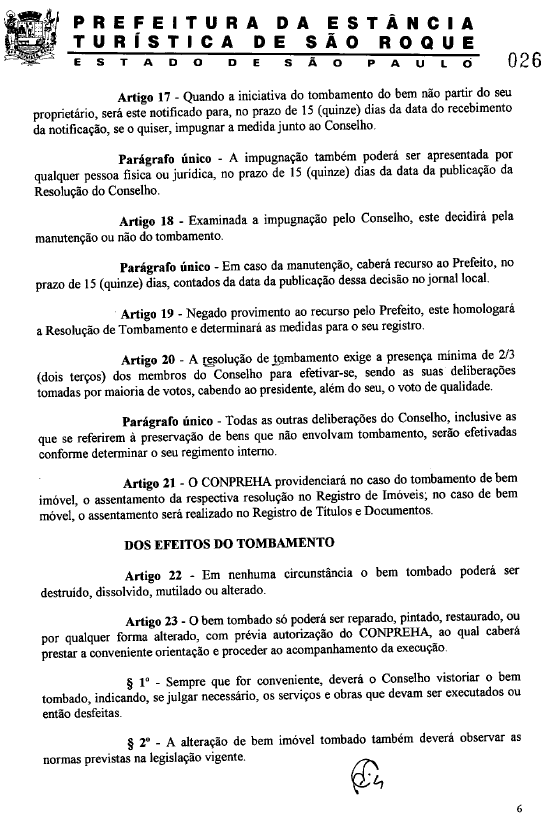 PREFEITURA DA ESTÂNCIA
TURÍSTICA DE SÃO ROQUE
ESTADO DE SÃO PAULO
026
Artigo 17 - Quando a iniciativa do tombamento do bem não partir do seu
proprietário, será este notificado para, no prazo de 15 (quinze) dias da data do recebimento
da notificação, se o quiser, impugnar a medida junto ao Conselho.
Parágrafo único - A impugnação também poderá ser apresentada por
qualquer pessoa fisica ou juridica, no prazo de 15 (quinze) dias da data da publicação da
Resolução do Conselho.
Artigo 18 - Examinada a impugnação pelo Conselho, este decidirá pela
manutenção ou não do tombamento.
Parágrafo único - Em caso da manutenção, caberá recurso ao Prefeito, no
prazo de 15 (quinze) dias, contados da data da publicação dessa decisão no jornal local.
Artigo 19 - Negado provimento ao recurso pelo Prefeito, este homologará
a Resolução de Tombamento e determinará as medidas para o seu registro.
Artigo 20 - A resolução de tombamento exige a presença mínima de 2/3
(dois terços) dos membros do Conselho para efetivar-se, sendo as suas deliberações
tomadas por maioria de votos, cabendo ao presidente, além do seu, o voto de qualidade.
Parágrafo único - Todas as outras deliberações do Conselho, inclusive as
que se referirem à preservação de bens que não envolvam tombamento, serão efetivadas
conforme determinar o seu regimento interno.
Artigo 21 - O CONPREHA providenciará no caso do tombamento de bem
imóvel, o assentamento da respectiva resolução no Registro de Imóveis; no caso de bem
móvel, o assentamento será realizado no Registro de Títulos e Documentos.
DOS EFEITOS DO TOMBAMENTO
Artigo 22 - Em nenhuma circunstância o bem tombado poderá ser
destruído, dissolvido, mutilado ou alterado.
Artigo 23 - O bem tombado só poderá ser reparado, pintado, restaurado, ou
por qualquer forma alterado, com prévia autorização do CONPREHA, ao qual caberá
prestar a conveniente orientação e proceder ao acompanhamento da execução.
§ 1º - Sempre que for conveniente, deverá o Conselho vistoriar o bem
tombado, indicando, se julgar necessário, os serviços e obras que devam ser executados ou
então desfeitas.
§ 2º - A alteração de bem imóvel tombado também deverá observar as
normas previstas na legislação vigente.
6